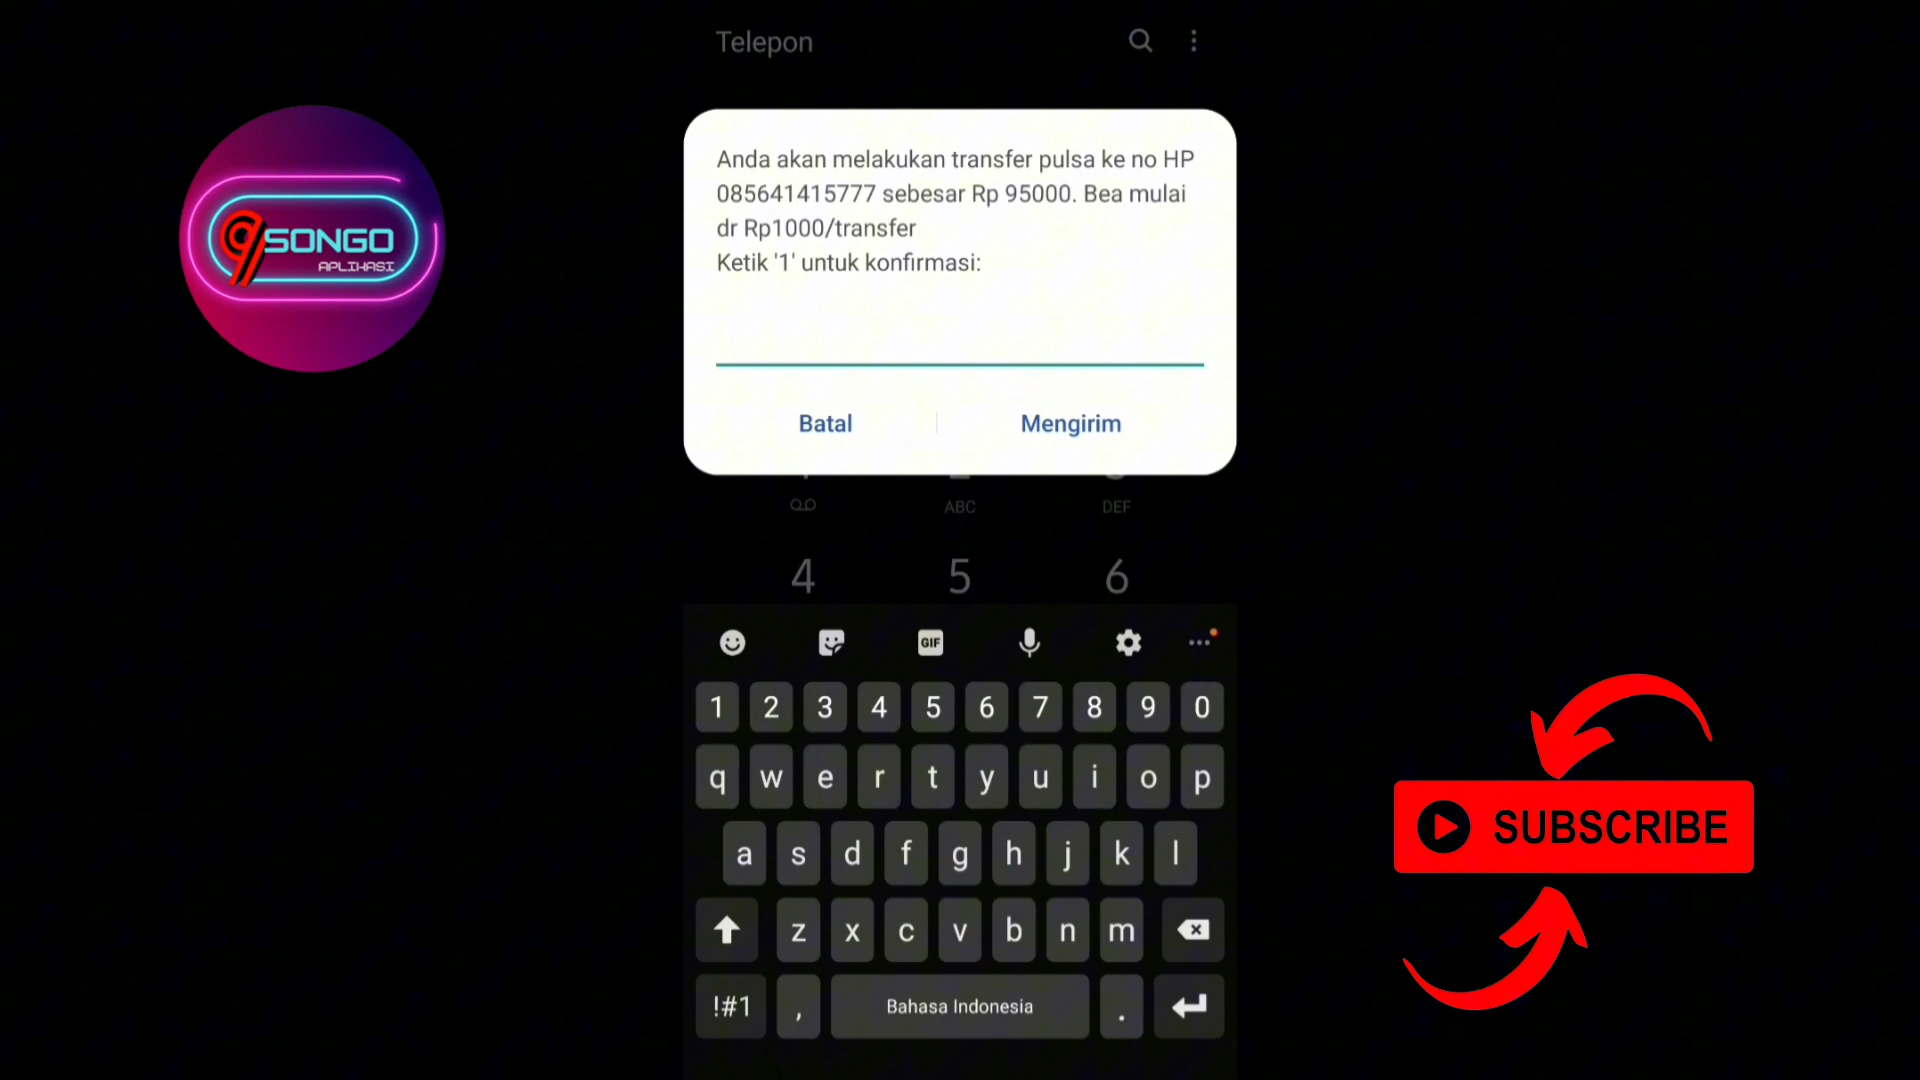 Telepon
9 SONGO
APLIKASI
Anda akan melakukan transfer pulsa ke no HP
085641415777 sebesar Rp 95000. Bea mulai
dr Rp1000/transfer
Ketik '1' untuk konfirmasi:
Batal
Mengirim
ABC
DEF
4 5 6
GIF
1 2 3 4 5 6 7 8 9 0
q w e r t y u i o p
a s d f g h j k l
z x c v b n m
!#1 , Bahasa Indonesia .
SUBSCRIBE